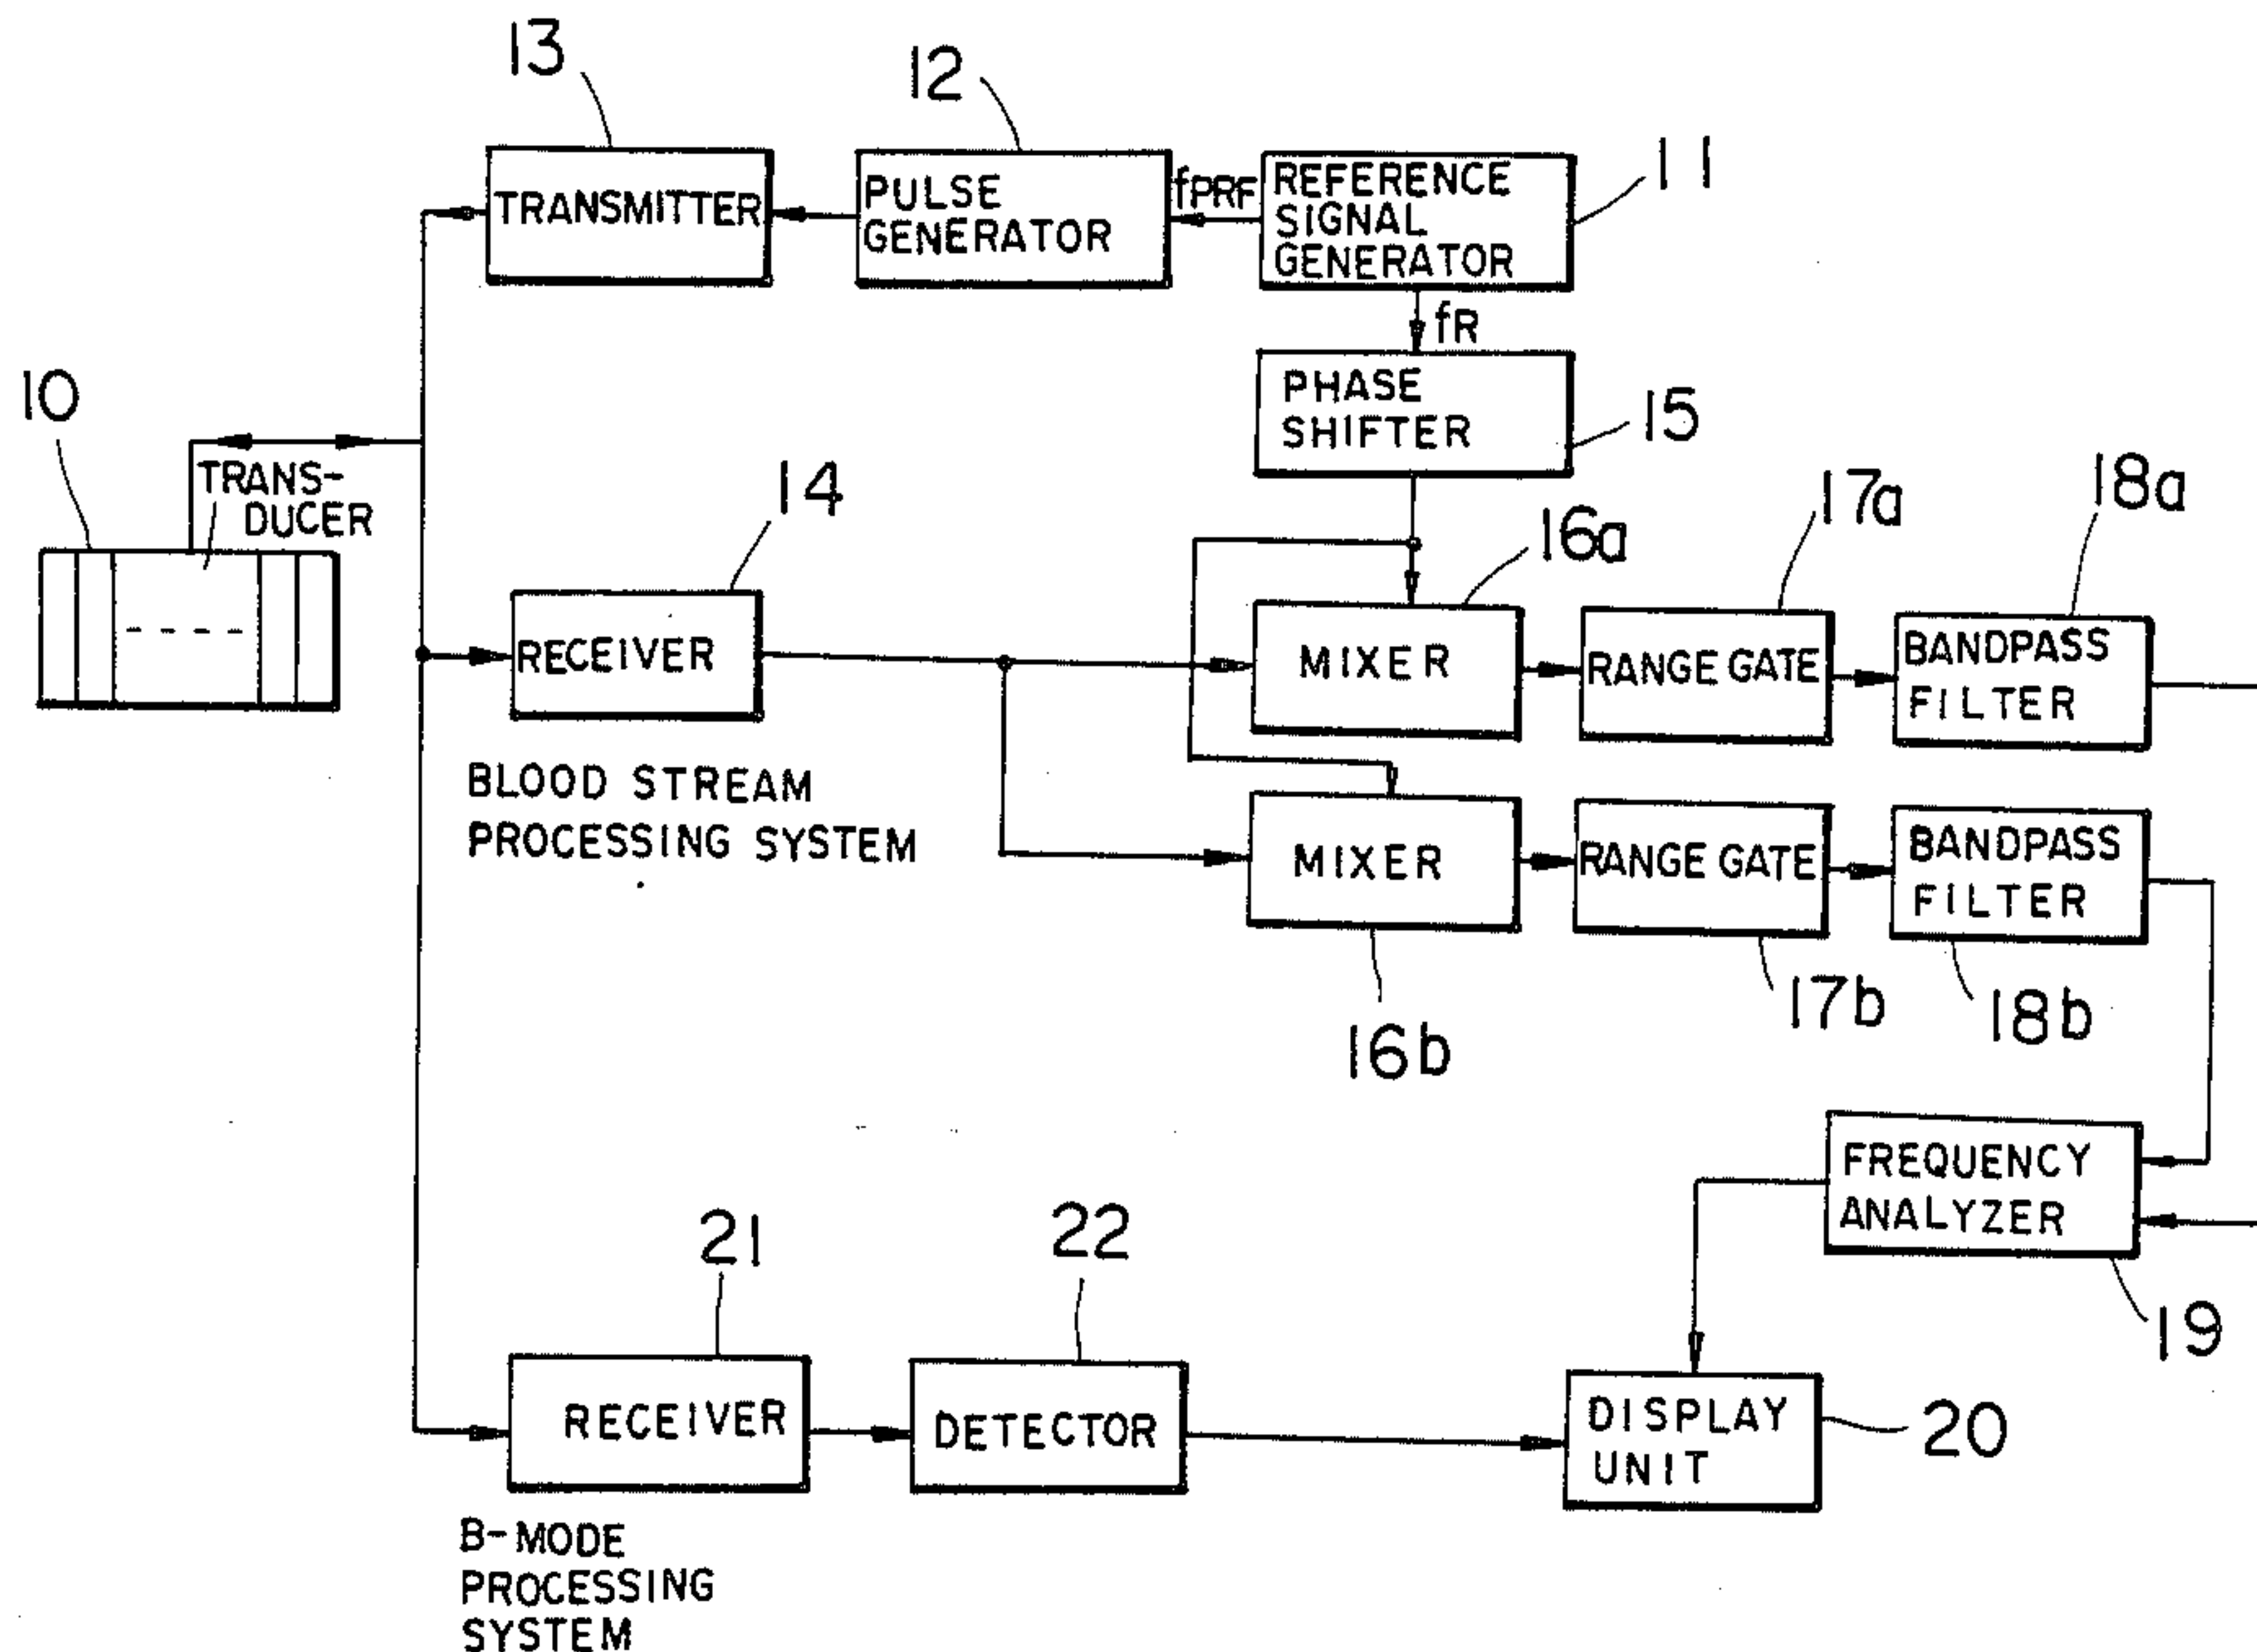 13
12
11
TRANSMITTER
PULSE
GENERATOR
fPRF
REFERENCE
SIGNAL
GENERATOR
fR
10
PHASE
SHIFTER
15
TRANS-
DUCER
14
16a
17a
18a
RECEIVER
MIXER
RANGE GATE
BANDPASS
FILTER
BLOOD STREAM
PROCESSING SYSTEM
MIXER
RANGE GATE
BANDPASS
FILTER
16b
17b
18b
FREQUENCY
ANALYZER
19
21
22
RECEIVER
DETECTOR
DISPLAY
UNIT
20
B-MODE
PROCESSING
SYSTEM